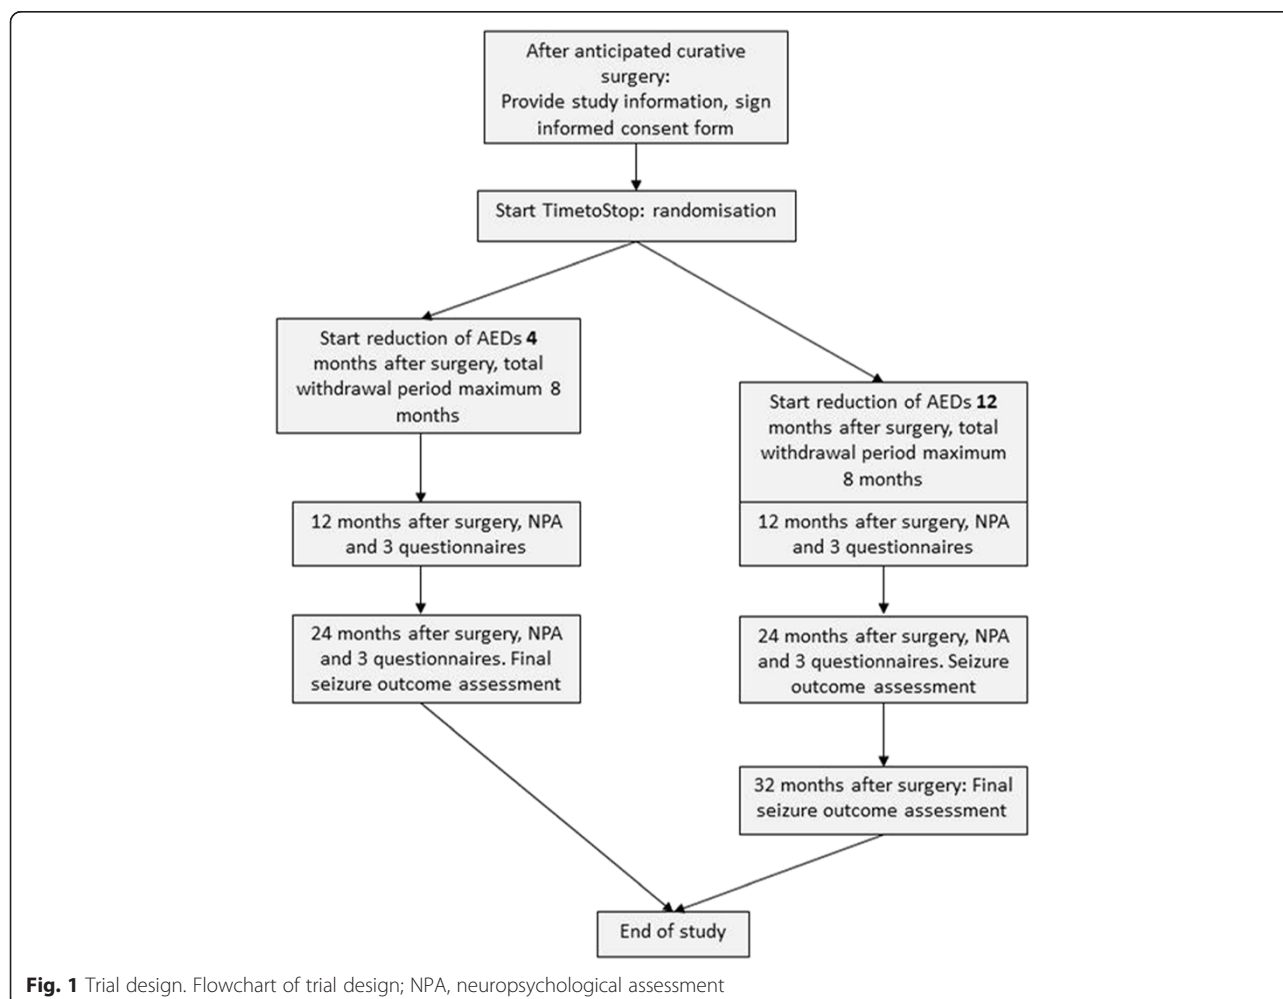 After anticipated curative
surgery:
Provide study information, sign
informed consent form
Start TimetoStop: randomisation
Start reduction of AEDs 4
months after surgery, total
withdrawal period maximum 8
months
12 months after surgery, NPA
and 3 questionnaires
24 months after surgery, NPA
and 3 questionnaires. Final
seizure outcome assessment
Start reduction of AEDs 12
months after surgery, total
withdrawal period maximum
8 months
12 months after surgery, NPA
and 3 questionnaires
24 months after surgery, NPA
and 3 questionnaires. Seizure
outcome assessment
32 months after surgery: Final
seizure outcome assessment
End of study
Fig. 1 Trial design. Flowchart of trial design; NPA, neuropsychological assessment